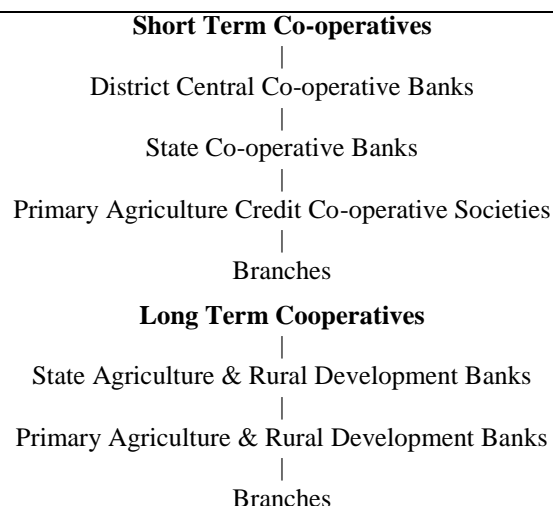 Short Term Co-operatives
|
District Central Co-operative Banks
|
State Co-operative Banks
|
Primary Agriculture Credit Co-operative Societies
|
Branches
Long Term Cooperatives
|
State Agriculture & Rural Development Banks
|
Primary Agriculture & Rural Development Banks
|
Branches